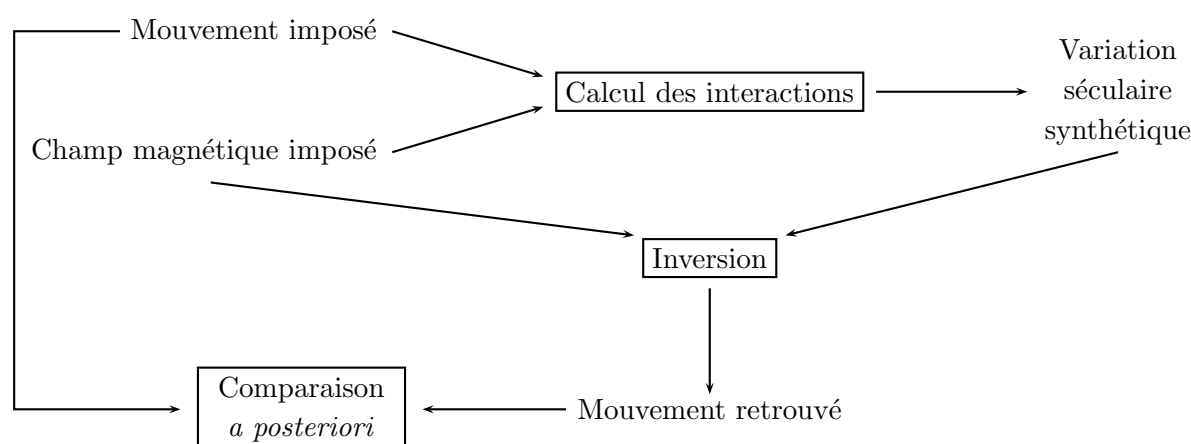 Mouvement imposé
Calcul des interactions
Variation
séculaire
synthétique
Champ magnétique imposé
Inversion
Comparaison
a posteriori
Mouvement retrouvé